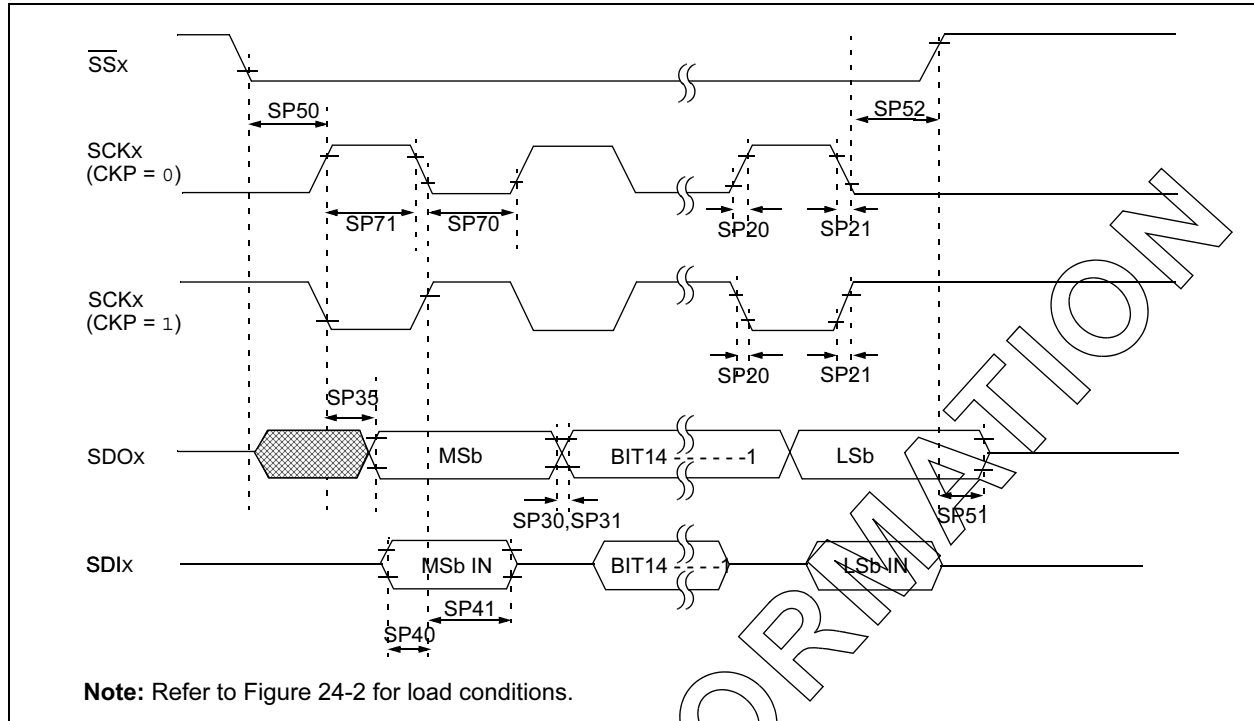 SSx
SP50
SP52
SCKx
(CKP = 0)
SP71
SP70
SP20
SP21
SCKx
(CKP = 1)
SP20
SP21
SP35
SDOx
MSb
BIT14 - - - - - -1
LSb
SP30,SP31
SP51
SDIx
MSb IN
BIT14 - - - - -1
LSb IN
SP41
SP40
Note: Refer to Figure 24-2 for load conditions.
ORMATION